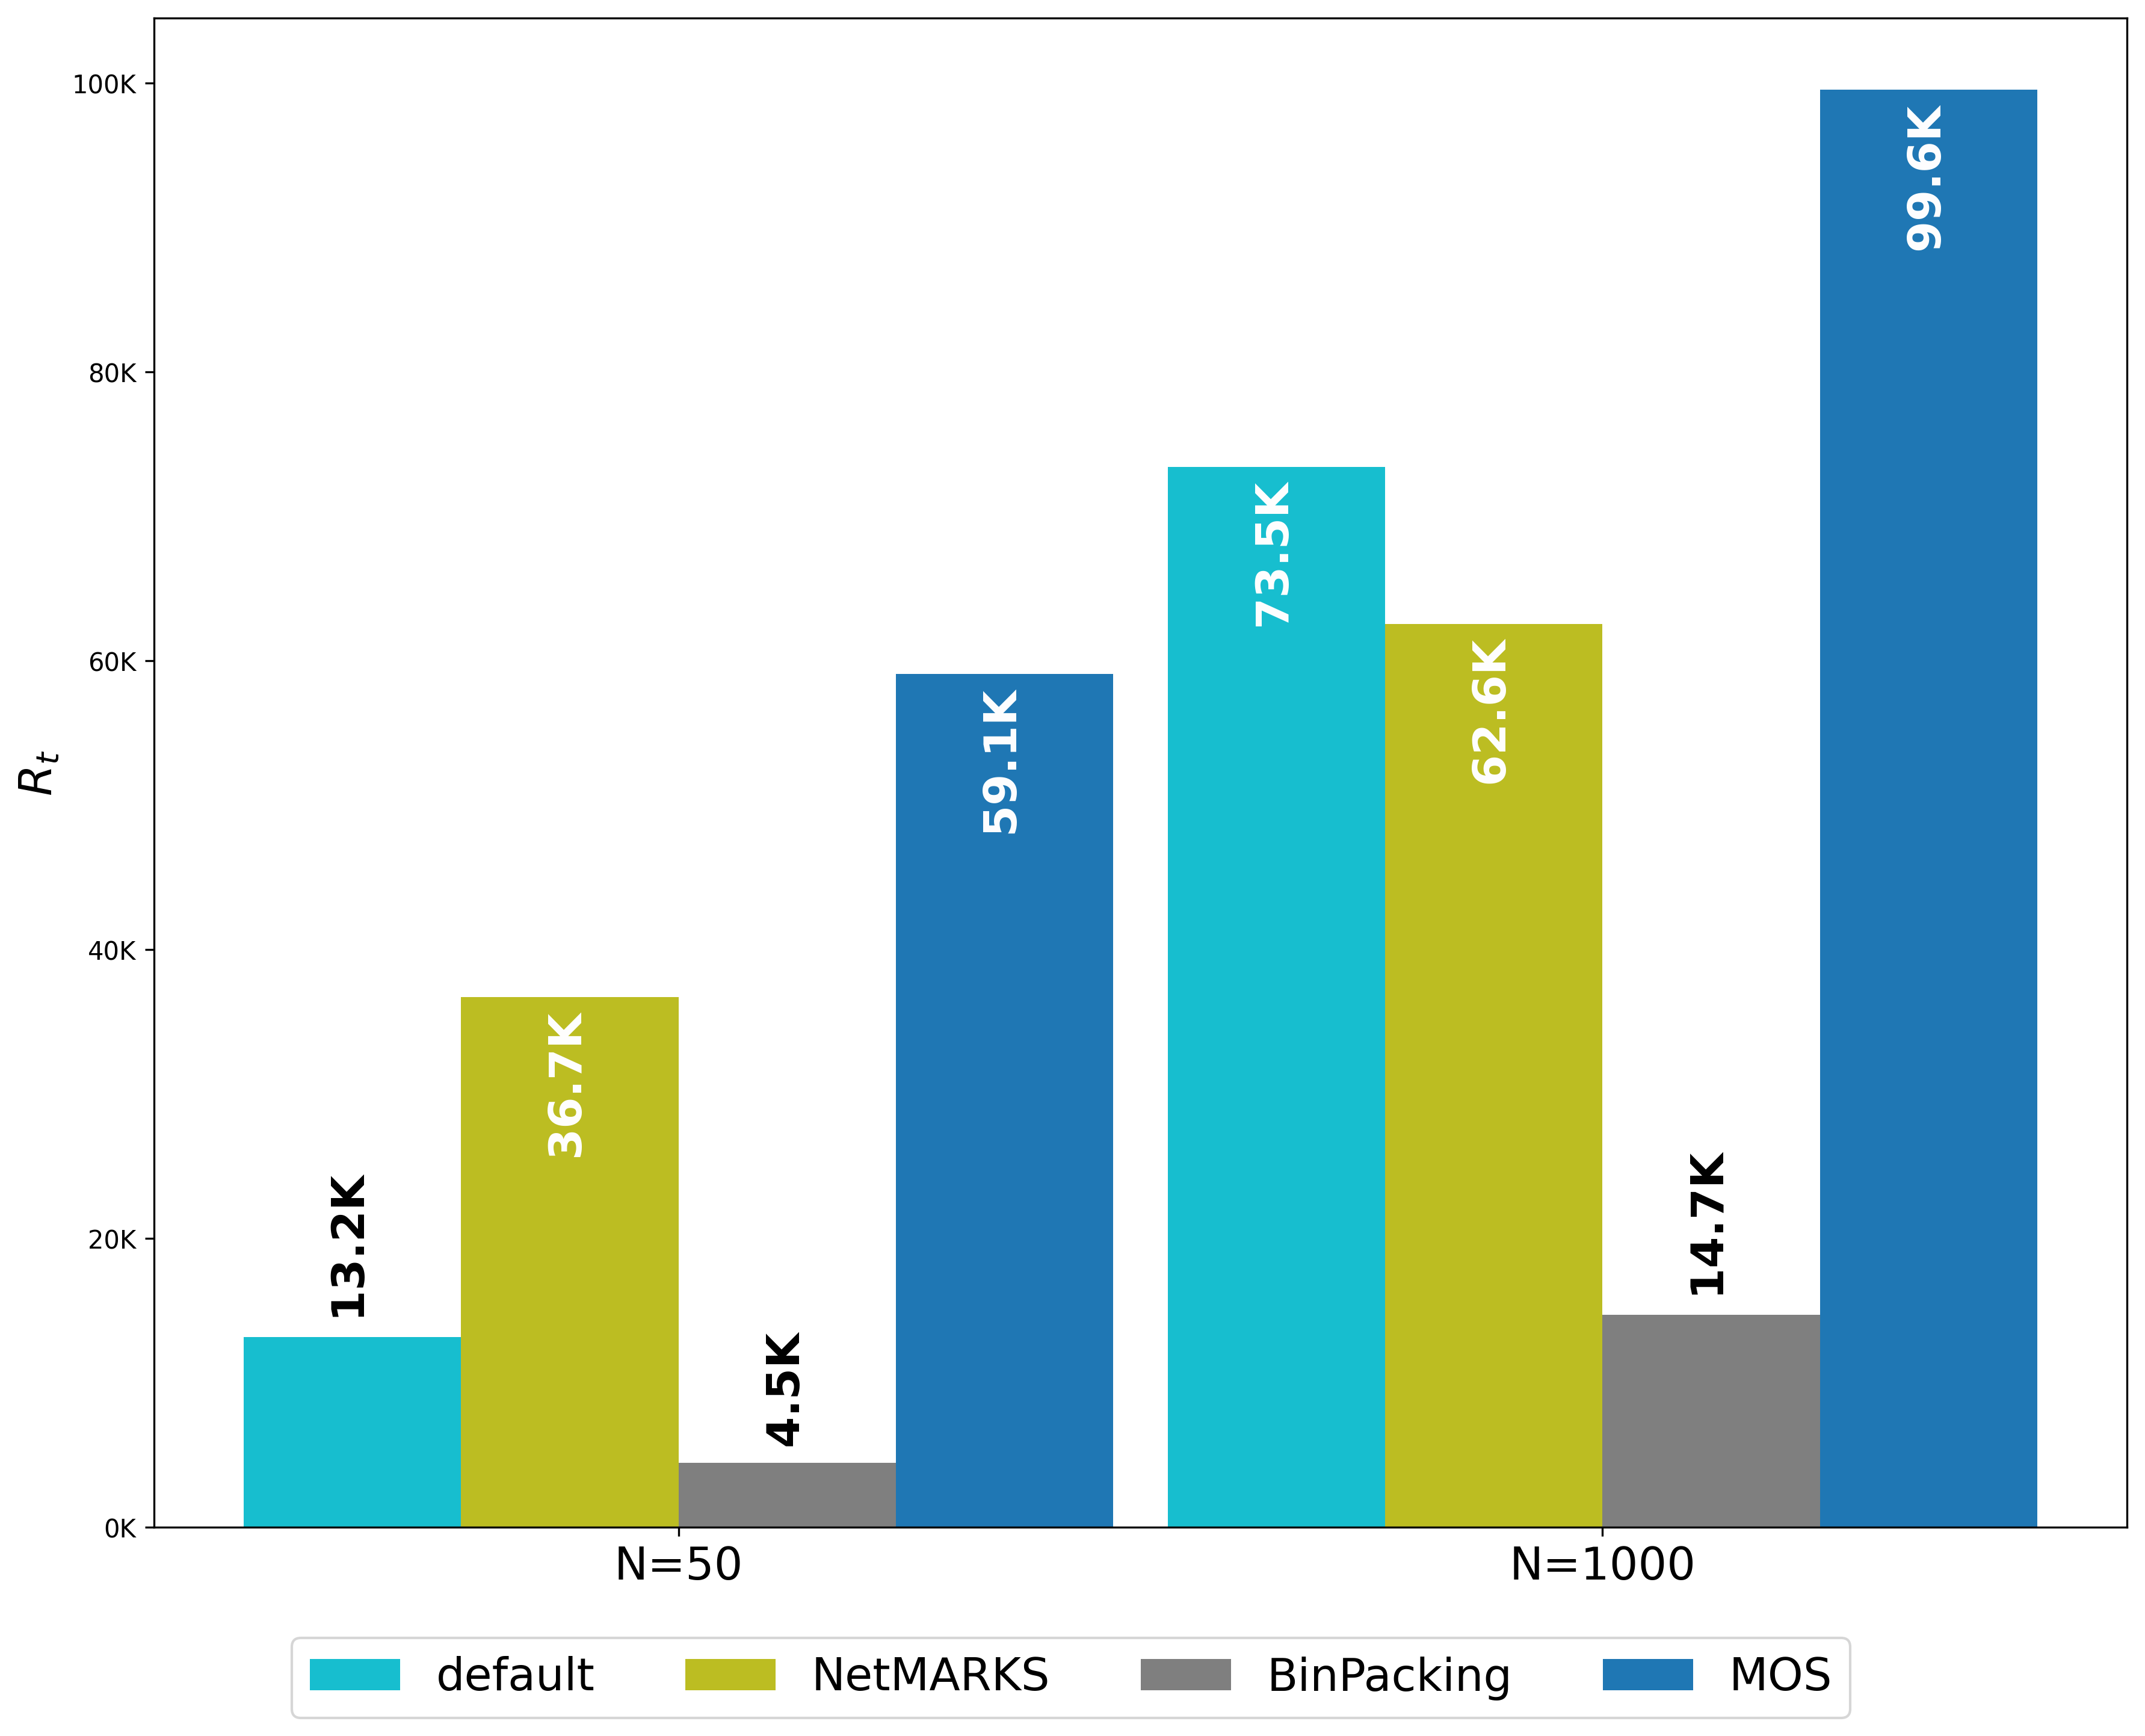 100K
80K
60K
40K
20K
0K
R_t
13.2K
36.7K
4.5K
59.1K
73.5K
62.6K
14.7K
99.6K
N=50
N=1000
default
NetMARKS
BinPacking
MOS